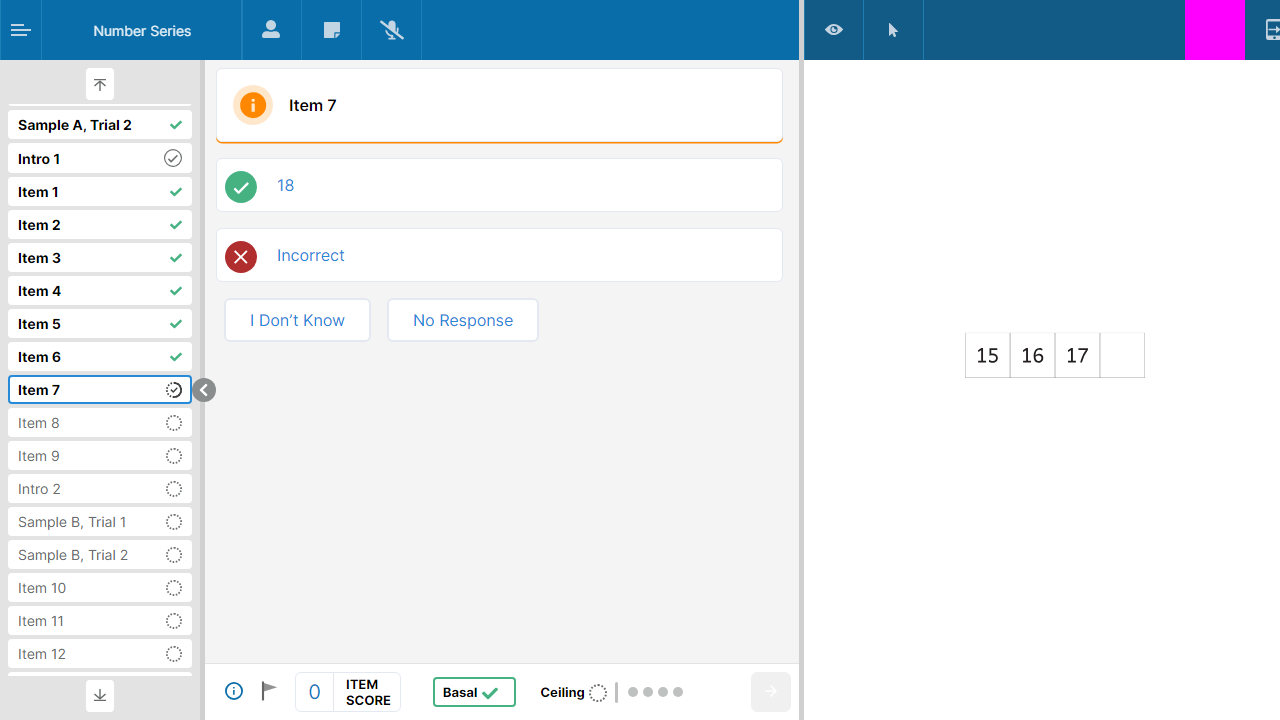 Number Series
Sample A, Trial 2
Intro 1
Item 1
Item 2
Item 3
Item 4
Item 5
Item 6
Item 7
Item 8
Item 9
Intro 2
Sample B, Trial 1
Sample B, Trial 2
Item 10
Item 11
Item 12
Item 7
18
Incorrect
I Don’t Know
No Response
0
ITEM
SCORE
Basal
Ceiling
15 16 17